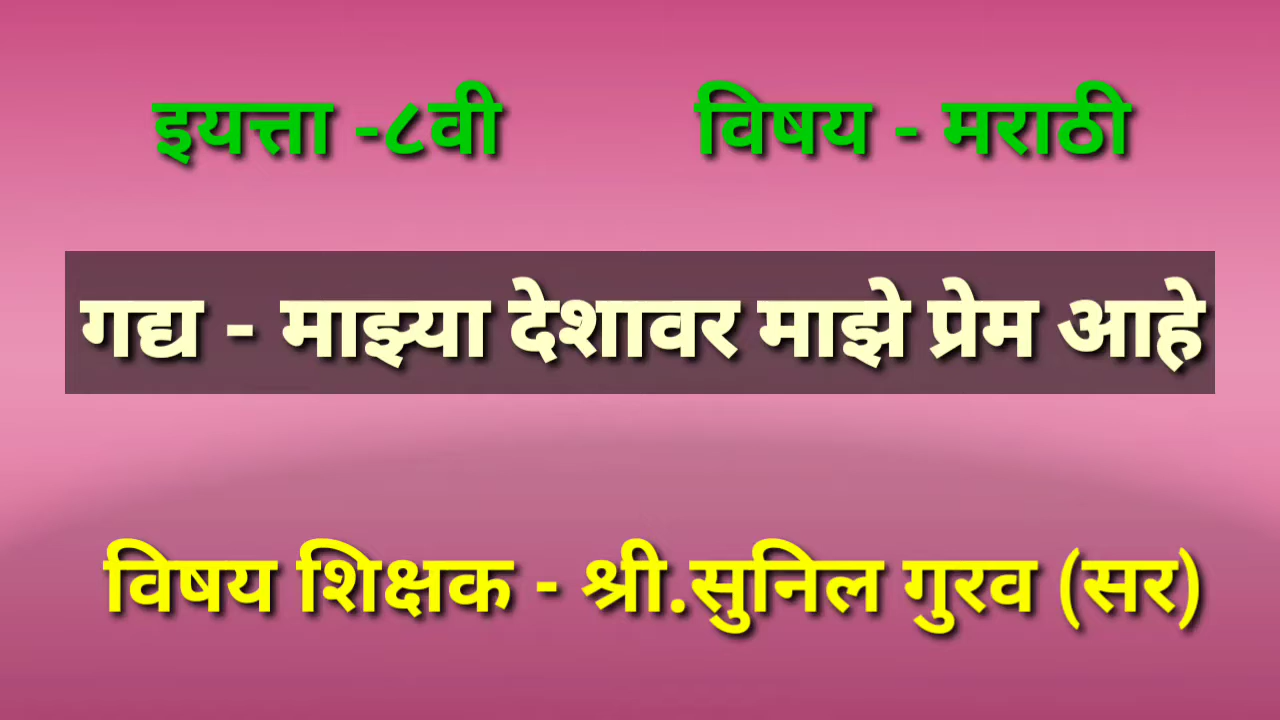 इयत्ता -८वी विषय - मराठी
गद्य - माझ्या देशावर माझे प्रेम आहे
विषय शिक्षक - श्री.सुनिल गुरव (सर)